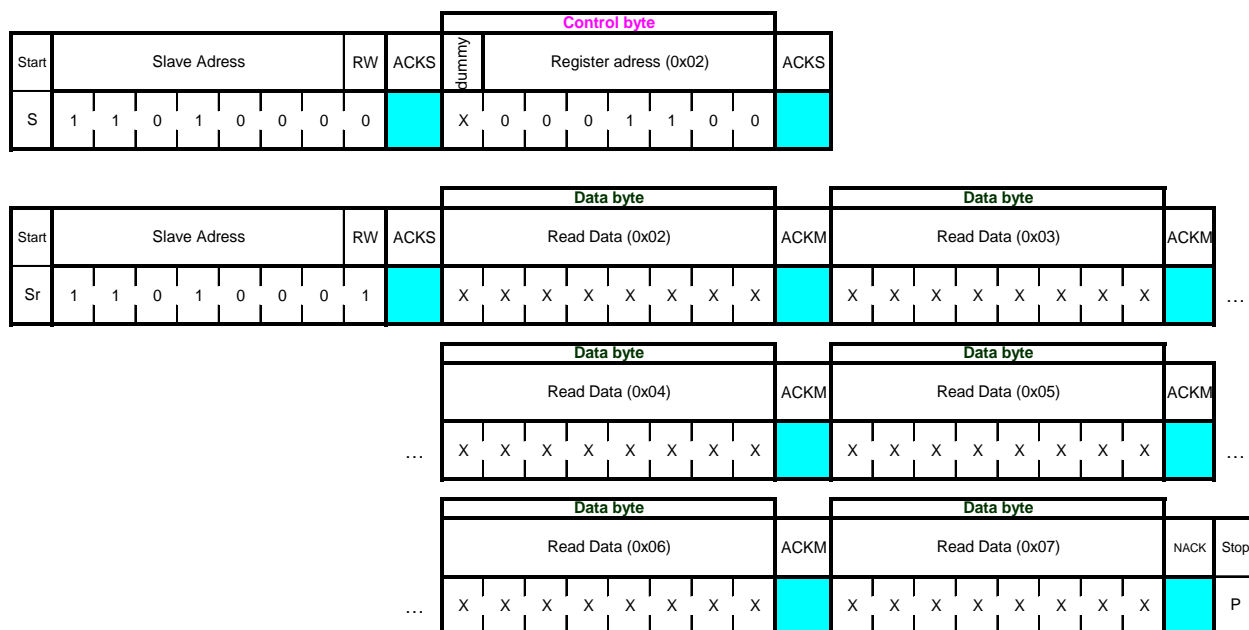 Control byte
Start Slave Adress RW ACKS dummy Register adress (0x02) ACKS
S 1 1 0 1 0 0 0 0 X 0 0 0 1 1 0 0
Data byte Data byte
Start Slave Adress RW ACKS Read Data (0x02) ACKM Read Data (0x03) ACKM
Sr 1 1 0 1 0 0 0 1 X X X X X X X X X X X X X X X X …
Data byte Data byte
Read Data (0x04) ACKM Read Data (0x05) ACKM
… X X X X X X X X X X X X X X X X …
Data byte Data byte
Read Data (0x06) ACKM Read Data (0x07) NACK Stop
… X X X X X X X X X X X X X X X X P